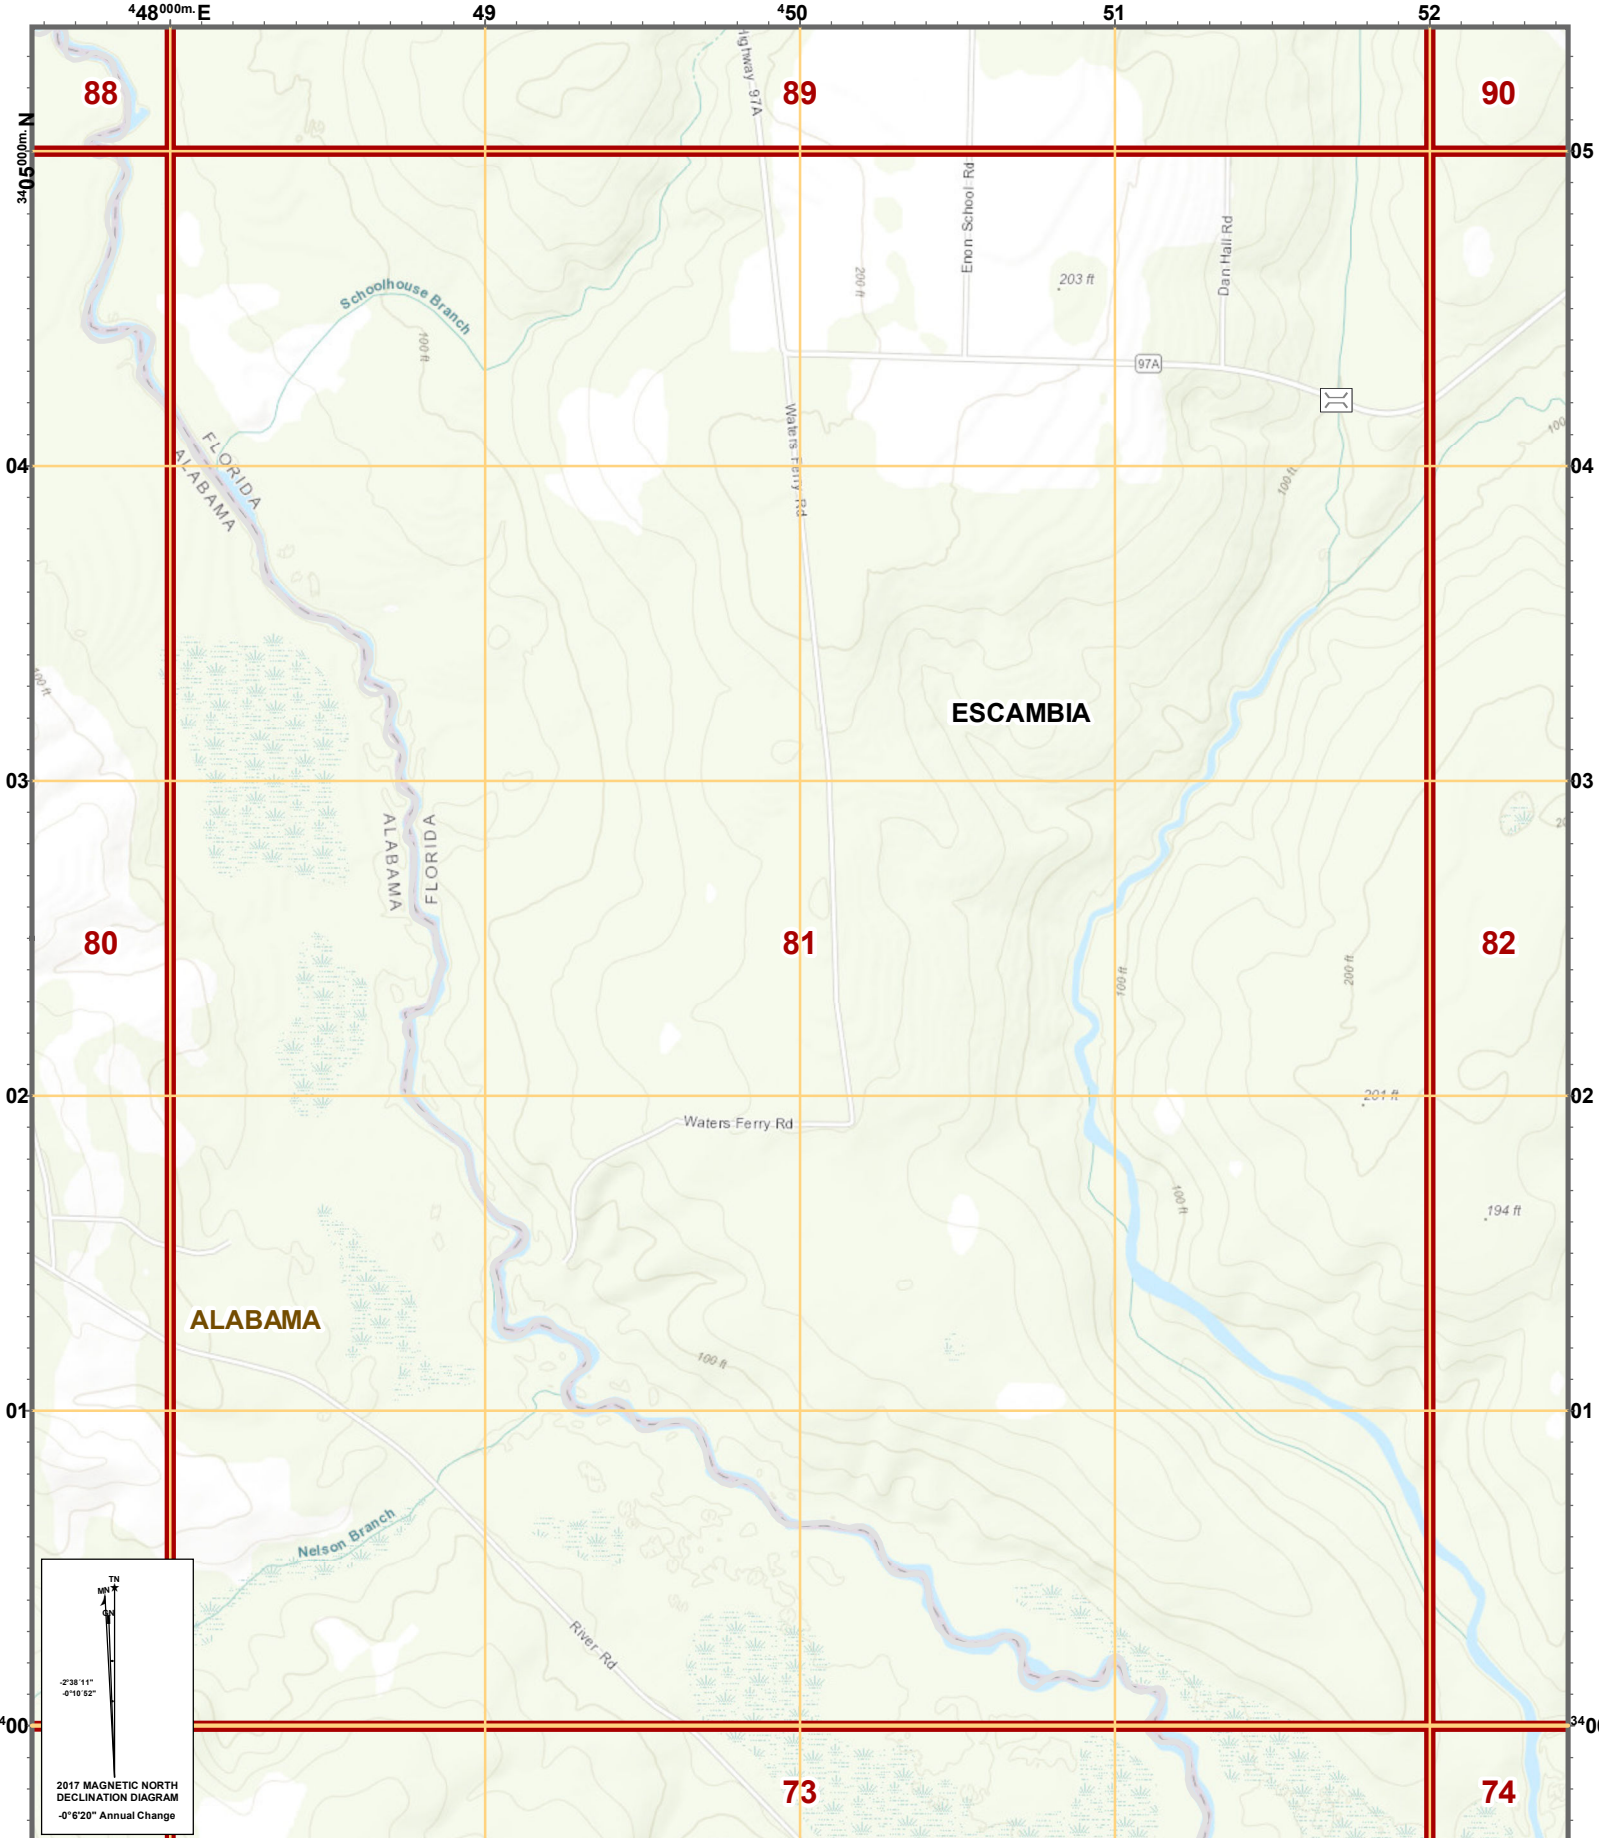 448000m.E
49
450
51
52
88
89
90
Highway 97A
3405000m.N
05
Enon School Rd
Dan Hall Rd
203 ft
200 ft
Schoolhouse Branch
100 ft
97A
Waters Ferry Rd
FLORIDA
ALABAMA
04
04
100 ft
100
100 ft
ESCAMBIA
03
03
ALABAMA
FLORIDA
80
81
82
100 ft
200 ft
02
02
201 ft
Waters Ferry Rd
100 ft
194 ft
ALABAMA
100 ft
01
01
Nelson Branch
River Rd
TN
MN
GN
-2°38'11"
-0°10'52"
00
3400
2017 MAGNETIC NORTH
DECLINATION DIAGRAM
-0°6'20" Annual Change
73
74